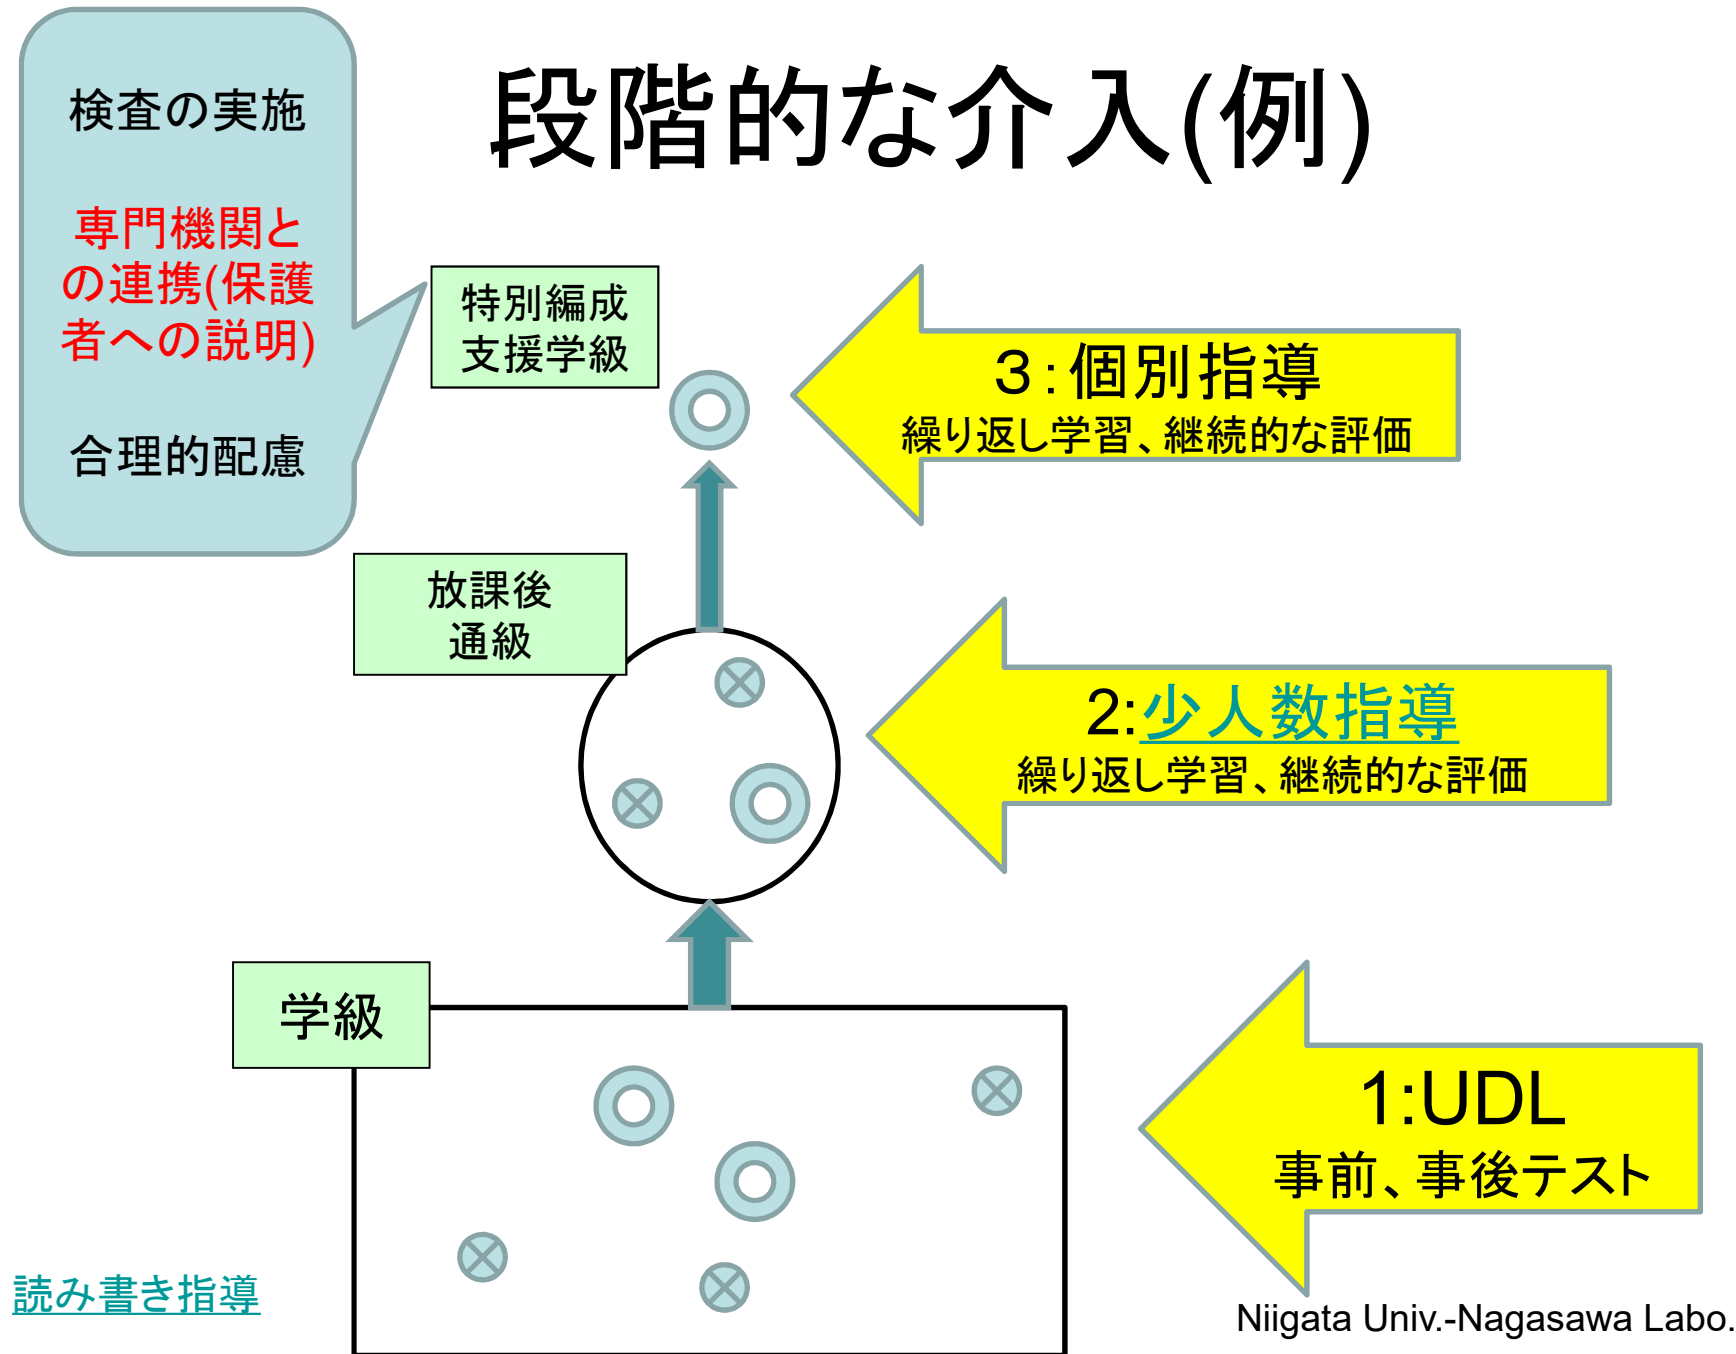 段階的な介入(例)
検査の実施
専門機関と
の連携(保護
者への説明)
合理的配慮
特別編成
支援学級
３：個別指導
繰り返し学習、継続的な評価
放課後
通級
2:少人数指導
繰り返し学習、継続的な評価
学級
1:UDL
事前、事後テスト
読み書き指導
Niigata Univ.-Nagasawa Labo.